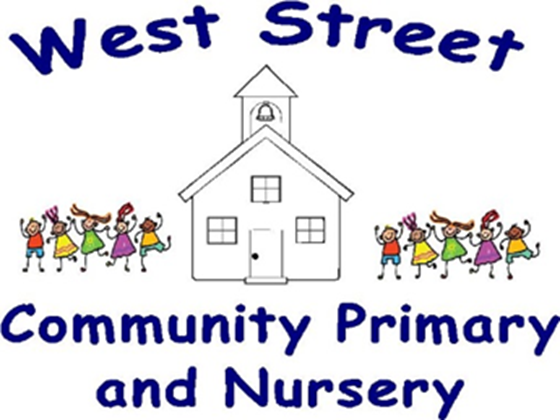 West Street
Community Primary
and Nursery